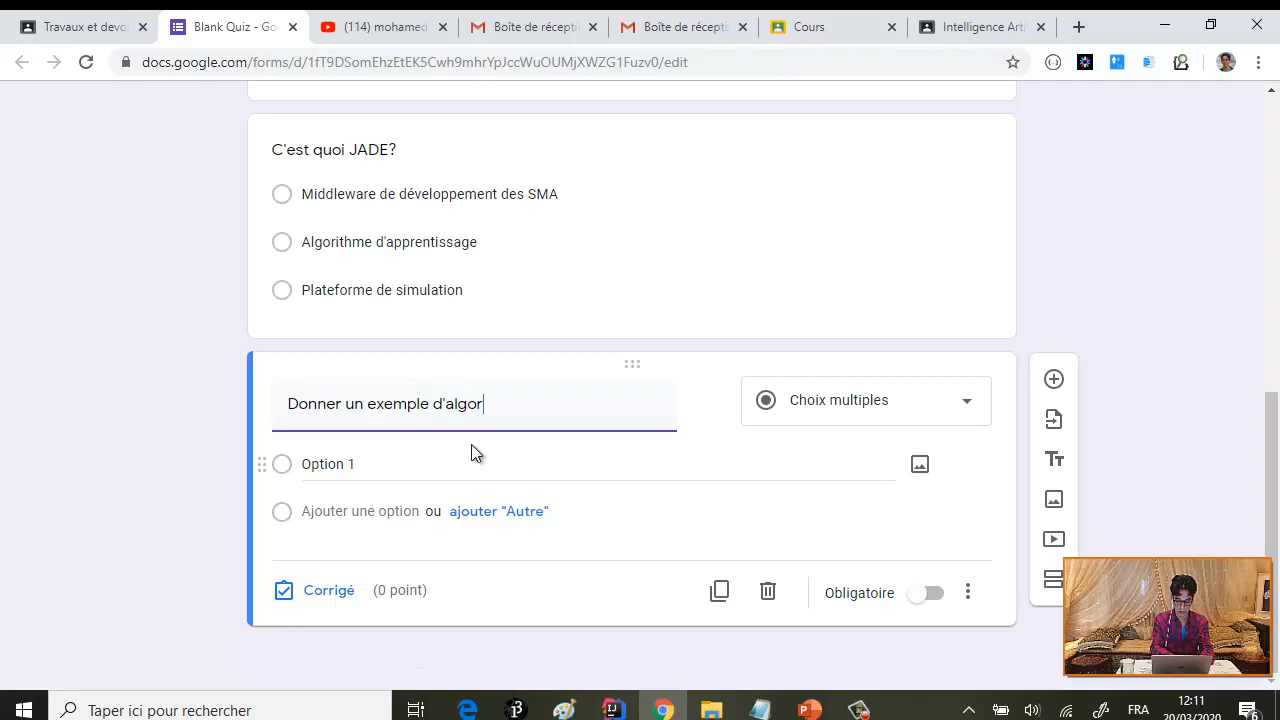 Travaux et devo
Blank Quiz - Go
(114) mohamed
Boîte de récepti
Boîte de récepti
Cours
Intelligence Arti
docs.google.com/forms/d/1fT9DSomEhzEtEK5Cwh9mhrYpJccWuOUMjXWZG1Fuzv0/edit
C'est quoi JADE?
Middleware de développement des SMA
Algorithme d'apprentissage
Plateforme de simulation
Donner un exemple d'algor
Choix multiples
Option 1
Ajouter une option ou ajouter "Autre"
Corrigé (0 point)
Obligatoire
Taper ici pour rechercher
FRA
12:11
20/03/2020
6